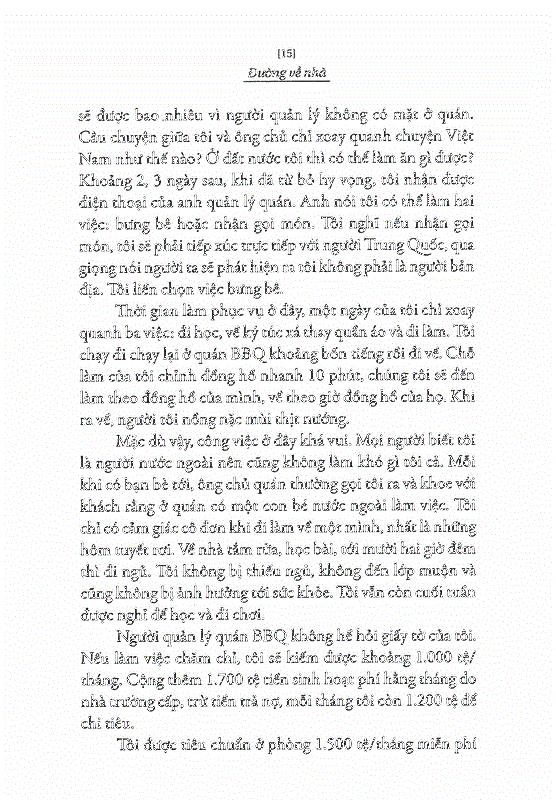 [15]
Đường về nhà
sẽ được bao nhiêu vì người quản lý không có mặt ở quán.
Câu chuyện giữa tôi và ông chủ chỉ xoay quanh chuyện Việt
Nam như thế nào? Ở đất nước tôi thì có thể làm ăn gì được?
Khoảng 2, 3 ngày sau, khi đã từ bỏ hy vọng, tôi nhận được
điện thoại của anh quản lý quán. Anh nói tôi có thể làm hai
việc: bưng bê hoặc nhận gọi món. Tôi nghĩ nếu nhận gọi
món, tôi sẽ phải tiếp xúc trực tiếp với người Trung Quốc, qua
giọng nói người ta sẽ phát hiện ra tôi không phải là người bản
địa. Tôi liền chọn việc bưng bê.
Thời gian làm phục vụ ở đây, một ngày của tôi chỉ xoay
quanh ba việc: đi học, về ký túc xá thay quần áo và đi làm. Tôi
chạy đi chạy lại ở quán BBQ khoảng bốn tiếng rồi đi về. Chỗ
làm của tôi chỉnh đồng hồ nhanh 10 phút, chúng tôi sẽ đến
làm theo đồng hồ của mình, về theo giờ đồng hồ của họ. Khi
ra về, người tôi nồng nặc mùi thịt nướng.
Mặc dù vậy, công việc ở đây khá vui. Mọi người biết tôi
là người nước ngoài nên cũng không làm khó gì tôi cả. Mỗi
khi có bạn bè tới, ông chủ quán thường gọi tôi ra và khoe với
khách rằng ở quán có một con bé nước ngoài làm việc. Tôi
chỉ có cảm giác cô đơn khi đi làm về một mình, nhất là những
hôm tuyết rơi. Về nhà tắm rửa, học bài, tới mười hai giờ đêm
thì đi ngủ. Tôi không bị thiếu ngủ, không đến lớp muộn và
cũng không bị ảnh hưởng tới sức khỏe. Tôi vẫn còn cuối tuần
được nghỉ để học và đi chơi.
Người quản lý quán BBQ không hề hỏi giấy tờ của tôi.
Nếu làm việc chăm chỉ, tôi sẽ kiếm được khoảng 1.000 tệ/
tháng. Cộng thêm 1.700 tệ tiền sinh hoạt phí hằng tháng do
nhà trường cấp, trừ tiền trả nợ, mỗi tháng tôi còn 1.200 tệ để
chi tiêu.
Tôi được tiêu chuẩn ở phòng 1.500 tệ/tháng miễn phí